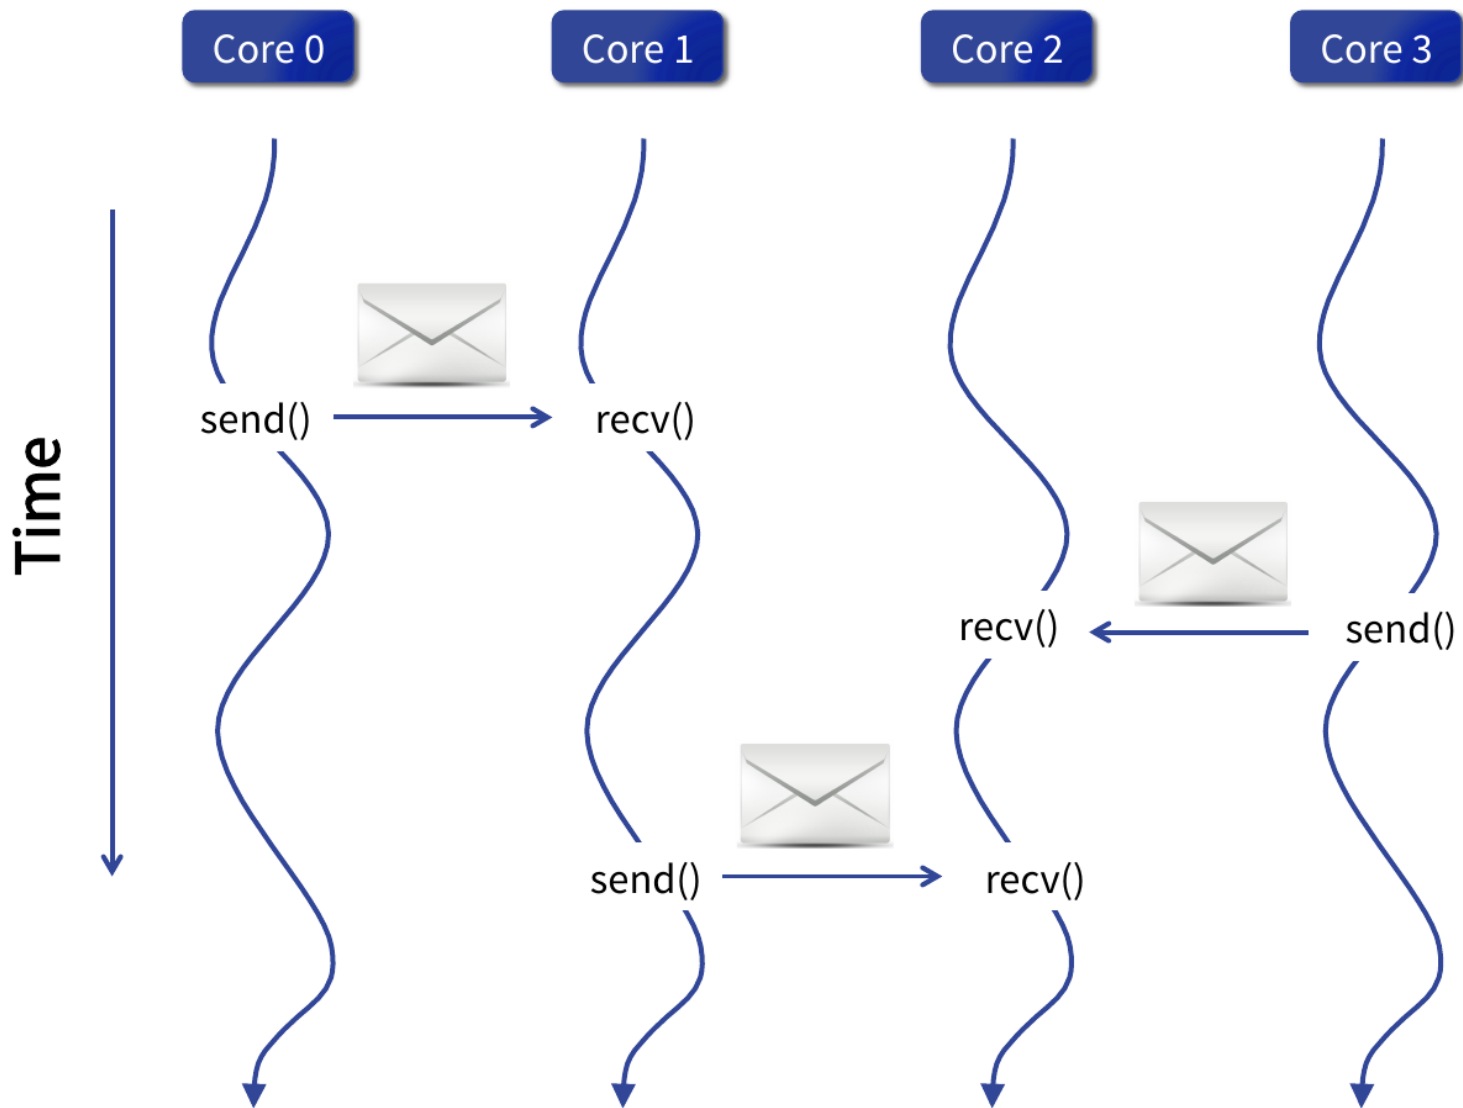 Core 0 Core 1 Core 2 Core 3
Time
send() recv()
recv() send()
send() recv()